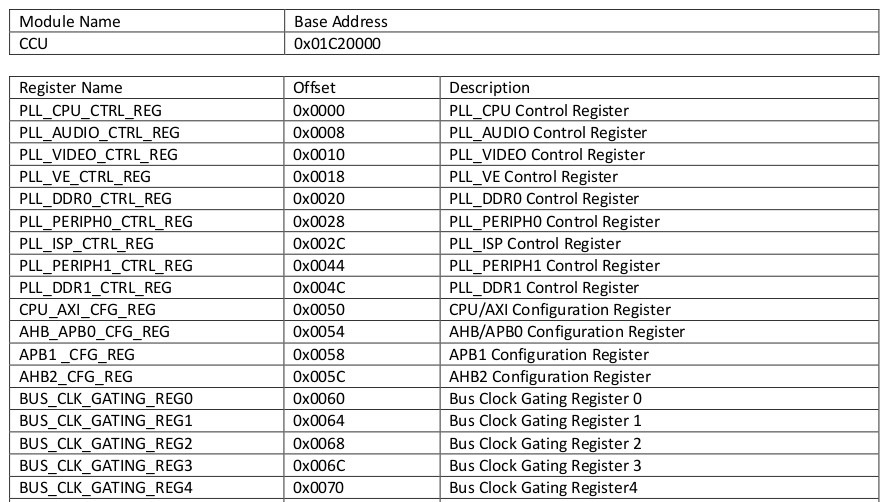 Module Name Base Address
CCU 0x01C20000
Register Name Offset Description
PLL_CPU_CTRL_REG 0x0000 PLL_CPU Control Register
PLL_AUDIO_CTRL_REG 0x0008 PLL_AUDIO Control Register
PLL_VIDEO_CTRL_REG 0x0010 PLL_VIDEO Control Register
PLL_VE_CTRL_REG 0x0018 PLL_VE Control Register
PLL_DDR0_CTRL_REG 0x0020 PLL_DDR0 Control Register
PLL_PERIPH0_CTRL_REG 0x0028 PLL_PERIPH0 Control Register
PLL_ISP_CTRL_REG 0x002C PLL_ISP Control Register
PLL_PERIPH1_CTRL_REG 0x0044 PLL_PERIPH1 Control Register
PLL_DDR1_CTRL_REG 0x004C PLL_DDR1 Control Register
CPU_AXI_CFG_REG 0x0050 CPU/AXI Configuration Register
AHB_APB0_CFG_REG 0x0054 AHB/APB0 Configuration Register
APB1 _CFG_REG 0x0058 APB1 Configuration Register
AHB2_CFG_REG 0x005C AHB2 Configuration Register
BUS_CLK_GATING_REG0 0x0060 Bus Clock Gating Register 0
BUS_CLK_GATING_REG1 0x0064 Bus Clock Gating Register 1
BUS_CLK_GATING_REG2 0x0068 Bus Clock Gating Register 2
BUS_CLK_GATING_REG3 0x006C Bus Clock Gating Register 3
BUS_CLK_GATING_REG4 0x0070 Bus Clock Gating Register4